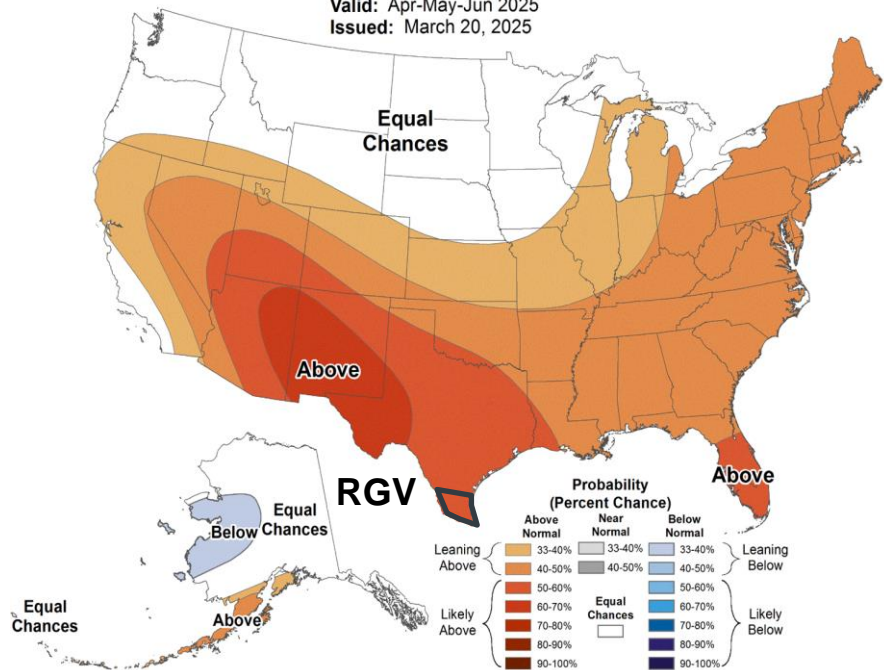 Valid: Apr-May-Jun 2025
Issued: March 20, 2025
Equal
Chances
Above
RGV
Above
Equal
Chances
Below
Above
Equal
Chances
Probability
(Percent Chance)
Above
Normal
Near
Normal
Below
Normal
Leaning
Above
33-40%
40-50%
50-60%
60-70%
70-80%
80-90%
90-100%
Likely
Above
33-40%
40-50%
Equal
Chances
33-40%
40-50%
50-60%
60-70%
70-80%
80-90%
90-100%
Leaning
Below
Likely
Below